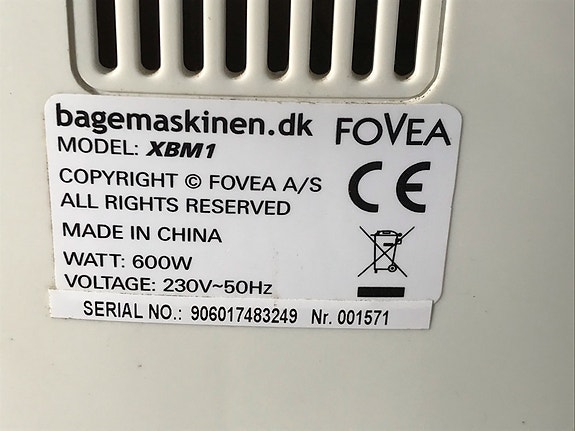 bagemaskinen.dk FOVEA
MODEL: XBM1
COPYRIGHT © FOVEA A/S
ALL RIGHTS RESERVED
CE
MADE IN CHINA
WATT: 600W
VOLTAGE: 230V~50Hz
SERIAL NO.: 906017483249 Nr. 001571